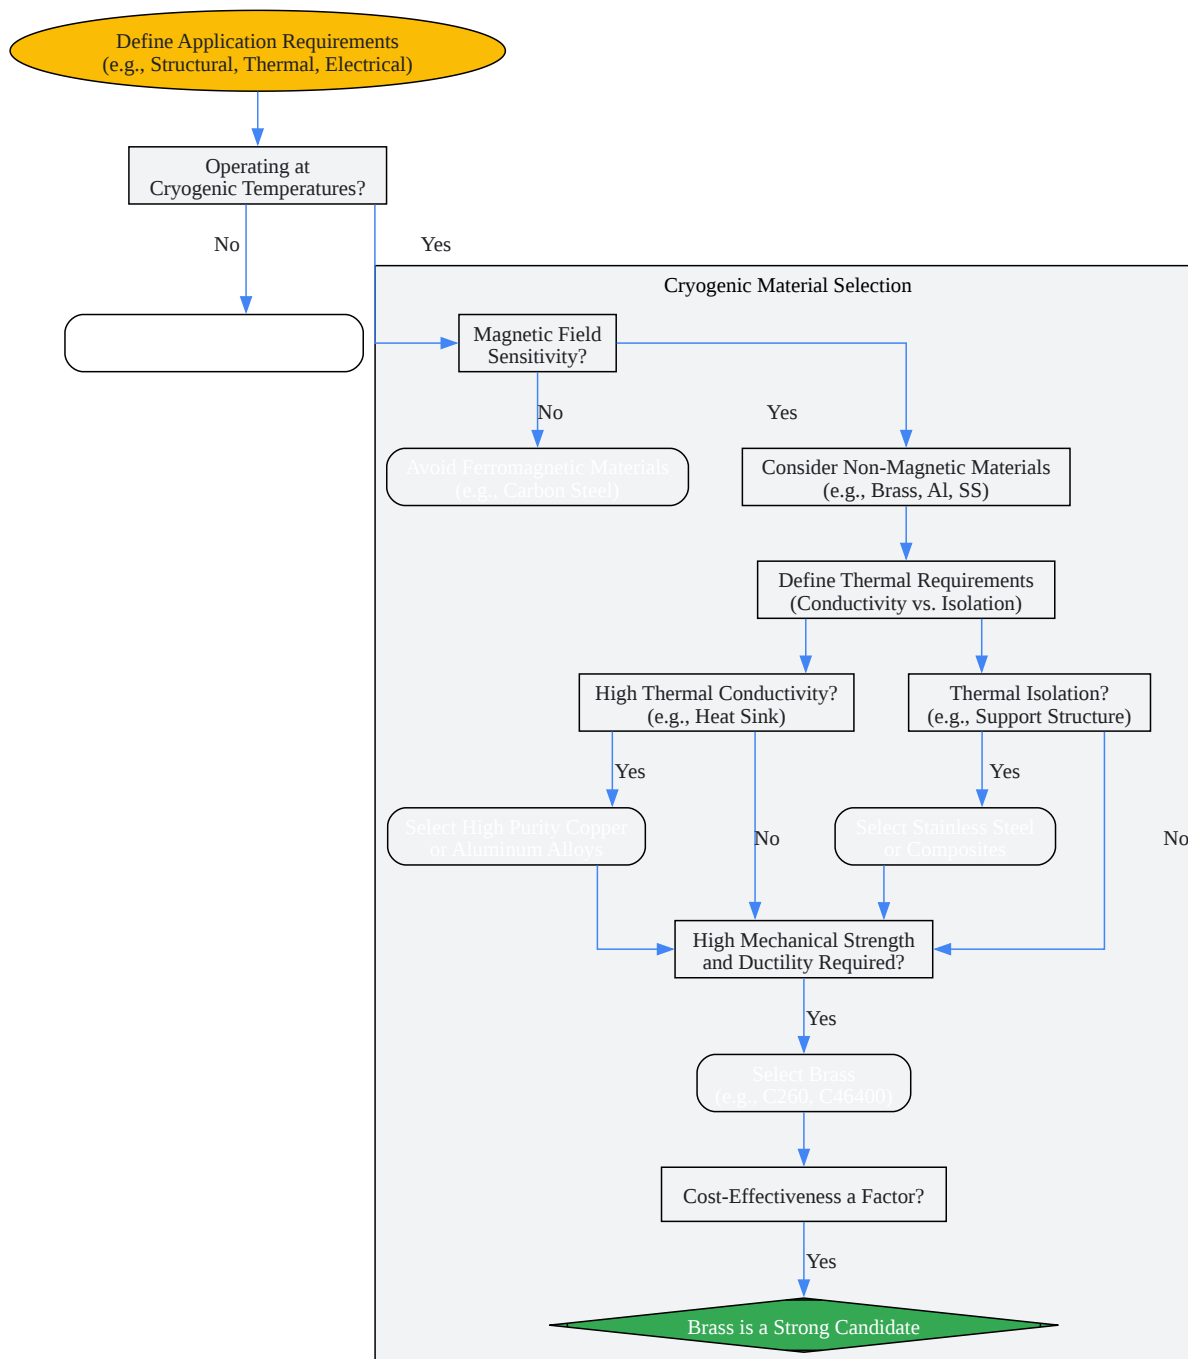 Define Application Requirements
(e.g., Structural, Thermal, Electrical)
Operating at
Cryogenic Temperatures?
No
Yes
Cryogenic Material Selection
Magnetic Field
Sensitivity?
No
Yes
Avoid Ferromagnetic Materials
(e.g., Carbon Steel)
Consider Non-Magnetic Materials
(e.g., Brass, Al, SS)
Define Thermal Requirements
(Conductivity vs. Isolation)
High Thermal Conductivity?
(e.g., Heat Sink)
Thermal Isolation?
(e.g., Support Structure)
Yes
Yes
Select High Purity Copper
or Aluminum Alloys
No
Select Stainless Steel
or Composites
No
High Mechanical Strength
and Ductility Required?
Yes
Select Brass
(e.g., C260, C46400)
Cost-Effectiveness a Factor?
Yes
Brass is a Strong Candidate